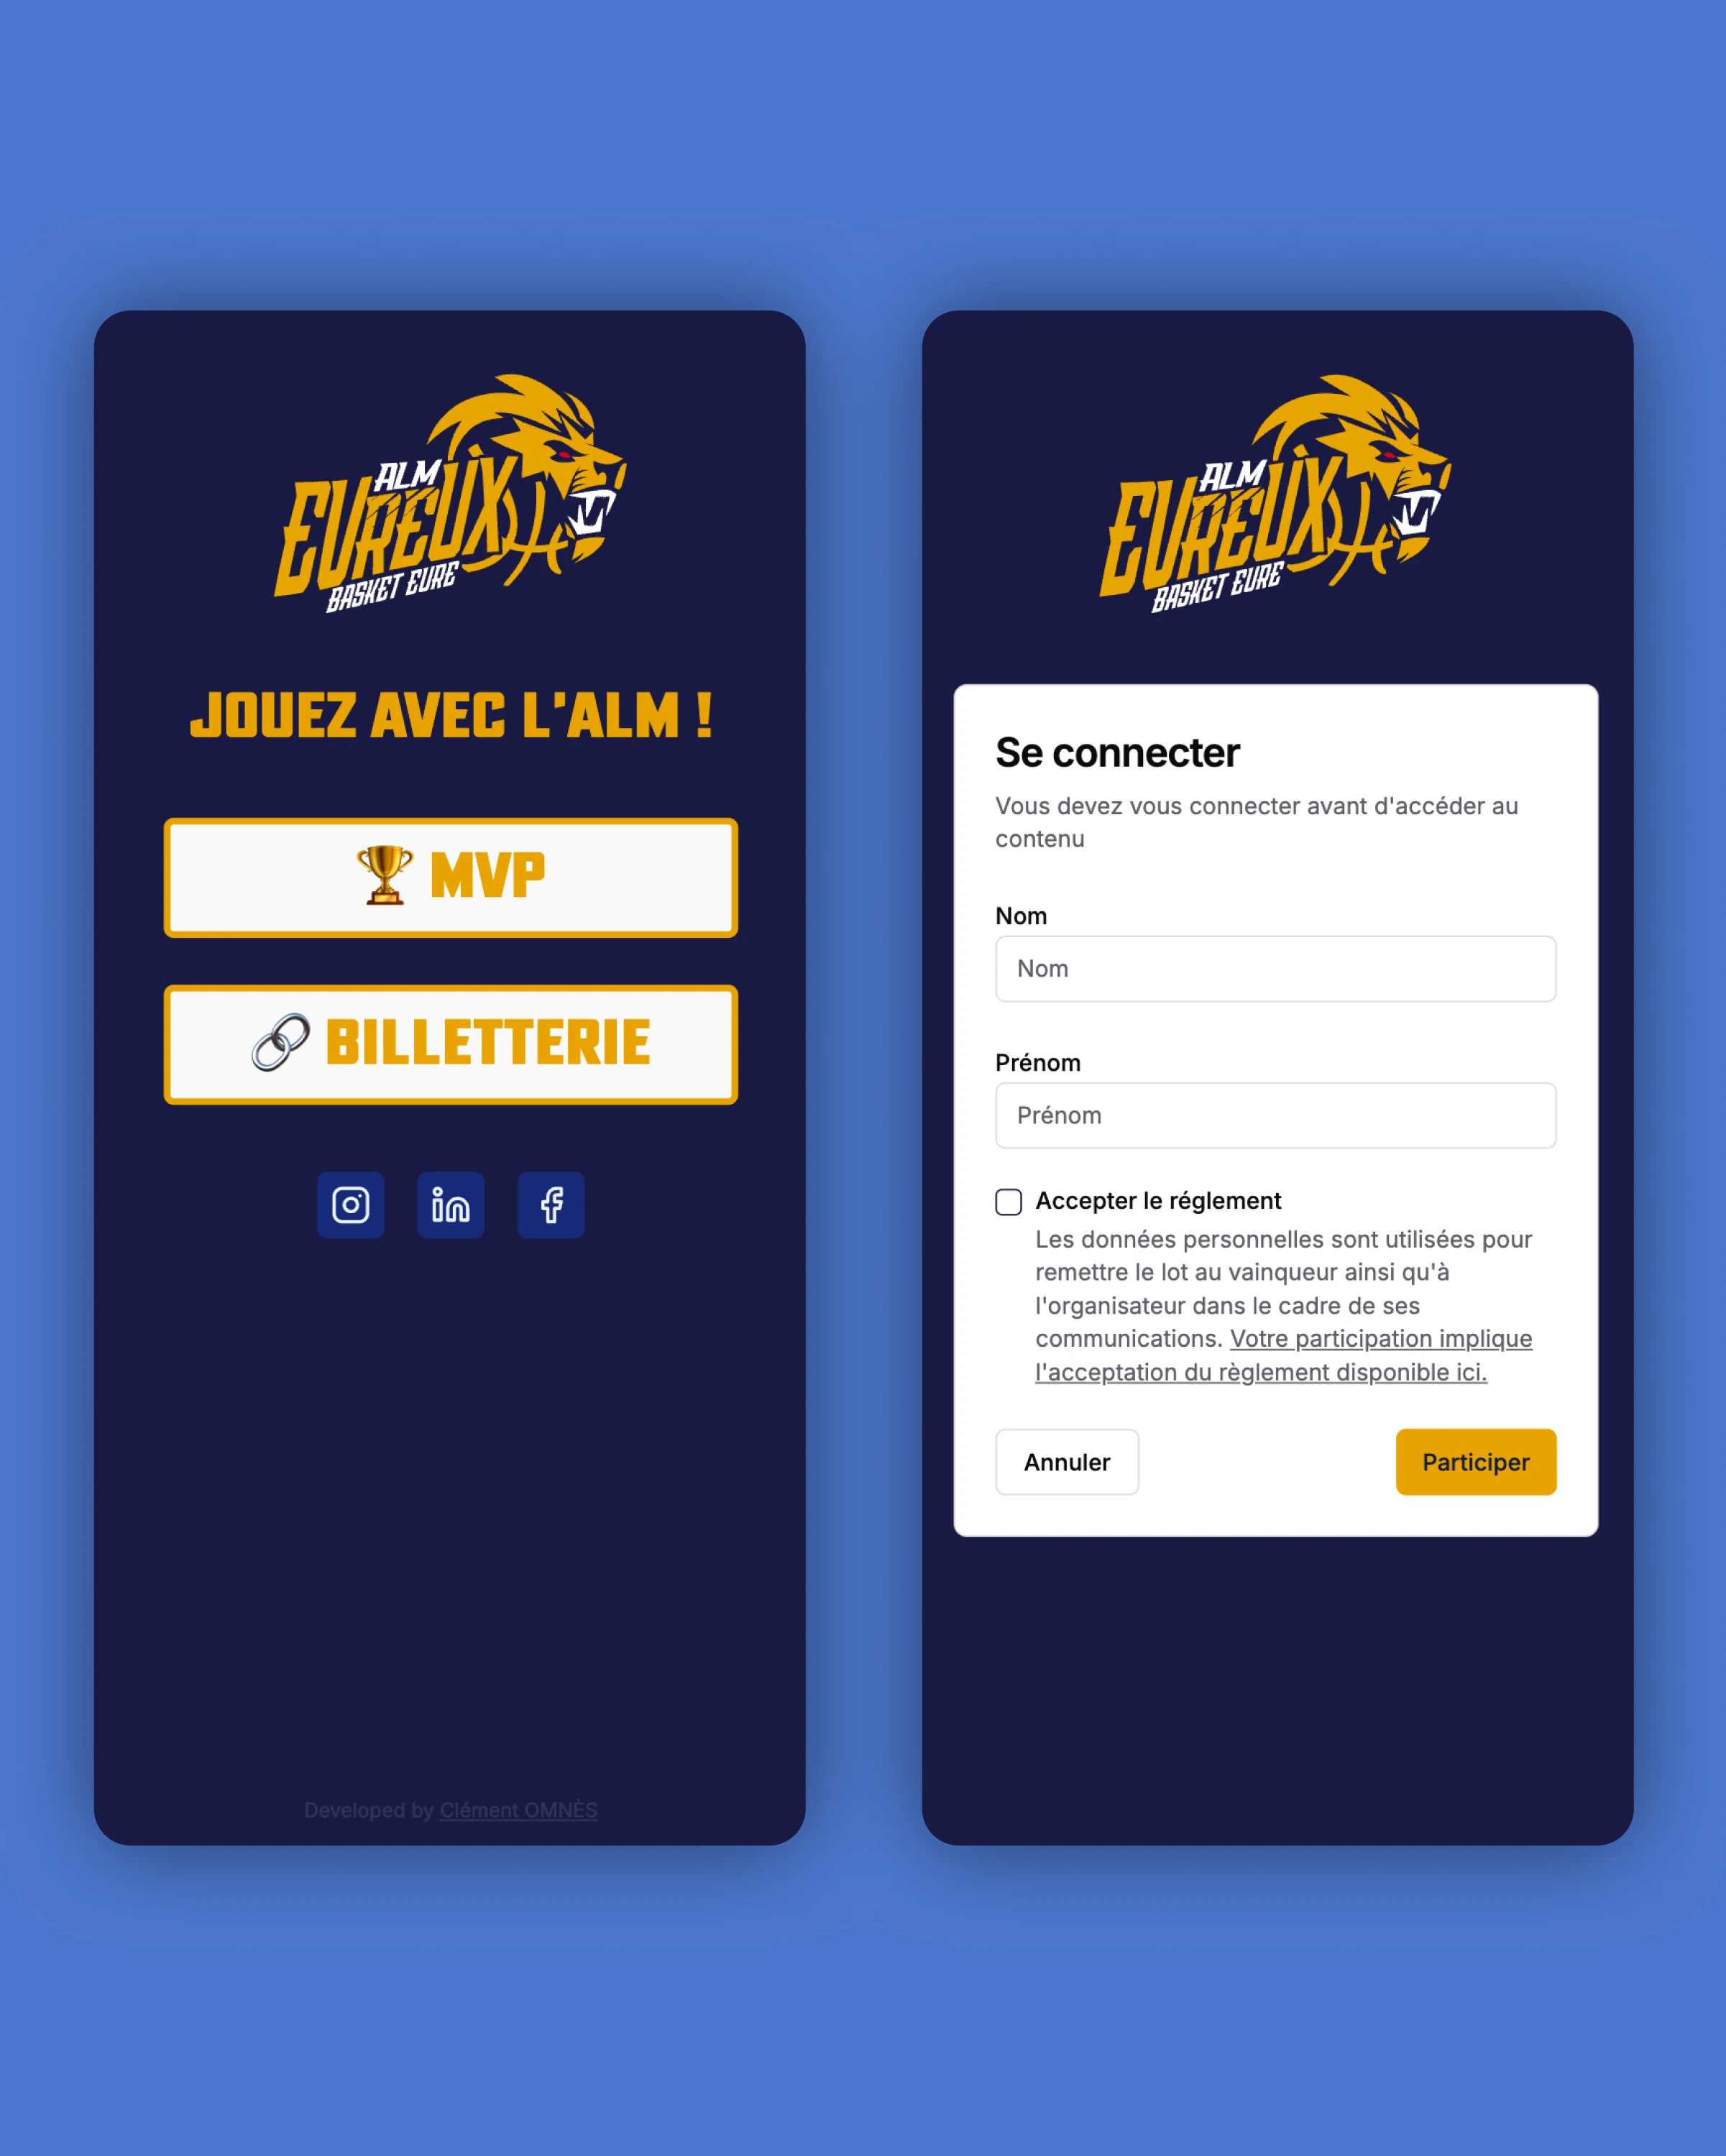 ALM
EVREUX
BASKET EURE
JOUEZ AVEC L'ALM !
🏆 MVP
🔗 BILLETTERIE
Developed by Clément OMNÈS
ALM
EVREUX
BASKET EURE
Se connecter
Vous devez vous connecter avant d'accéder au
contenu
Nom
Nom
Prénom
Prénom
Accepter le réglement
Les données personnelles sont utilisées pour
remettre le lot au vainqueur ainsi qu'à
l'organisateur dans le cadre de ses
communications. Votre participation implique
l'acceptation du règlement disponible ici.
Annuler
Participer